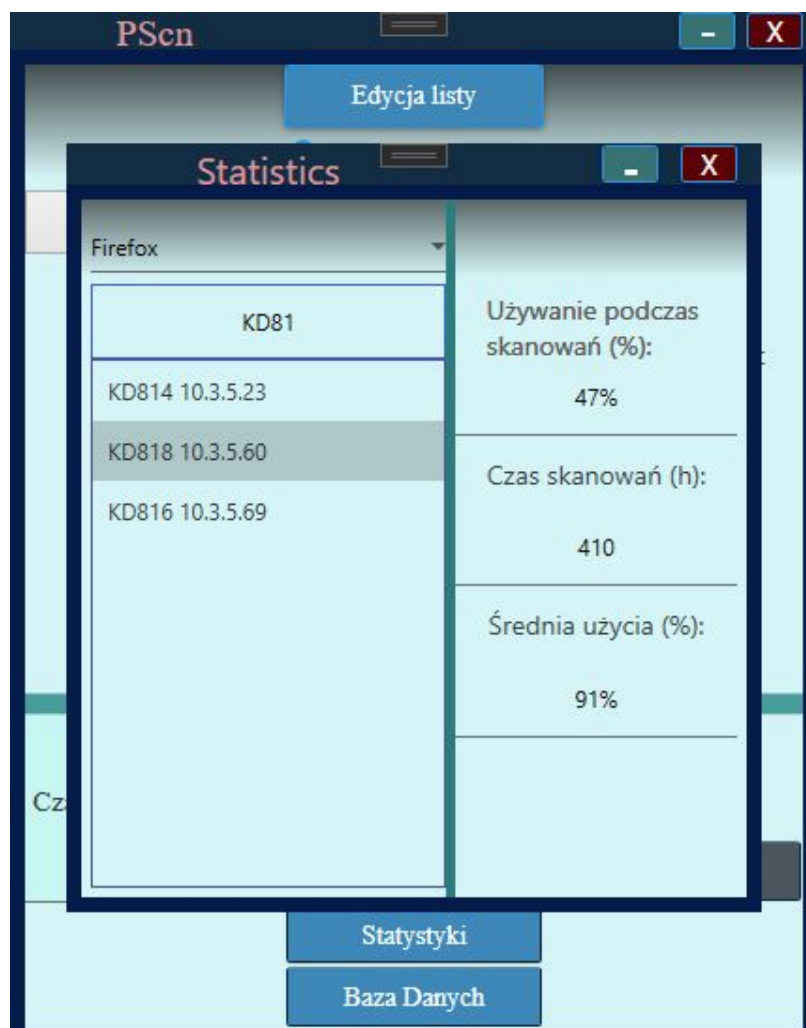 PScn
-
X
Edycja listy
Statistics
-
X
Firefox
KD81
KD814 10.3.5.23
KD818 10.3.5.60
KD816 10.3.5.69
Używanie podczas
skanowań (%):
47%
Czas skanowań (h):
410
Średnia użycia (%):
91%
Statystyki
Baza Danych